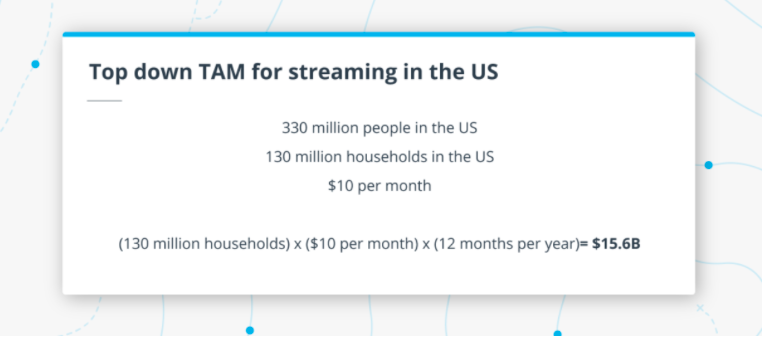 Top down TAM for streaming in the US
330 million people in the US
130 million households in the US
$10 per month
(130 million households) x ($10 per month) x (12 months per year)= $15.6B